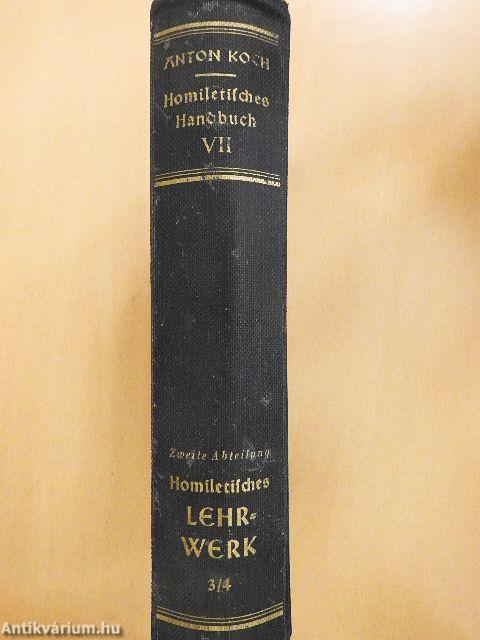 ANTON KOCH
Homiletisches
Handbuch
VII
Zweite Abteilung
Homiletisches
LEHR=
WERK
3/4
Antikvárium.hu